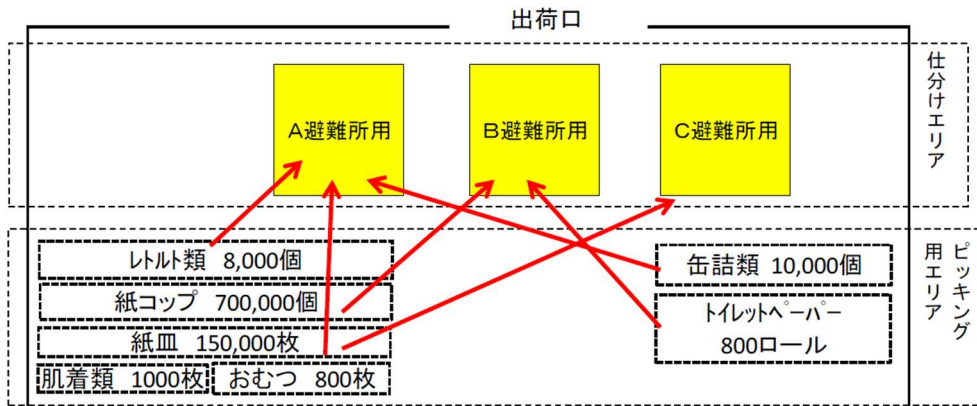 出荷口
仕分けエリア
A避難所用
B避難所用
C避難所用
ピッキング
用エリア
ﾚﾄﾙﾄ類 8,000個
紙コップ 700,000個
紙皿 150,000枚
肌着類 1000枚
おむつ 800枚
缶詰類 10,000個
ﾄｲﾚｯﾄﾍﾟｰﾊﾟｰ
800ロール